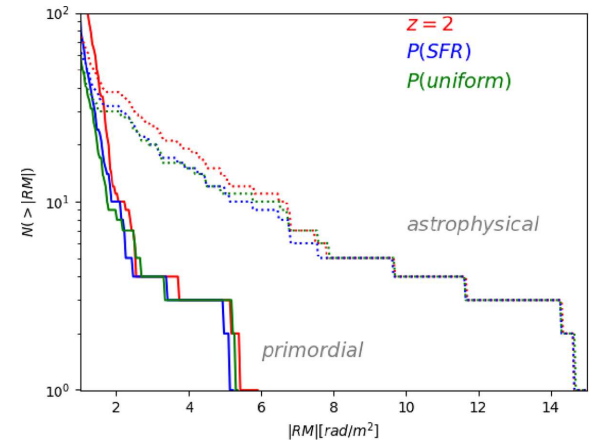 10²
z = 2
P(SFR)
P(uniform)
N(> |RM|)
10¹
astrophysical
primordial
10⁰
2 4 6 8 10 12 14
|RM|[rad/m²]